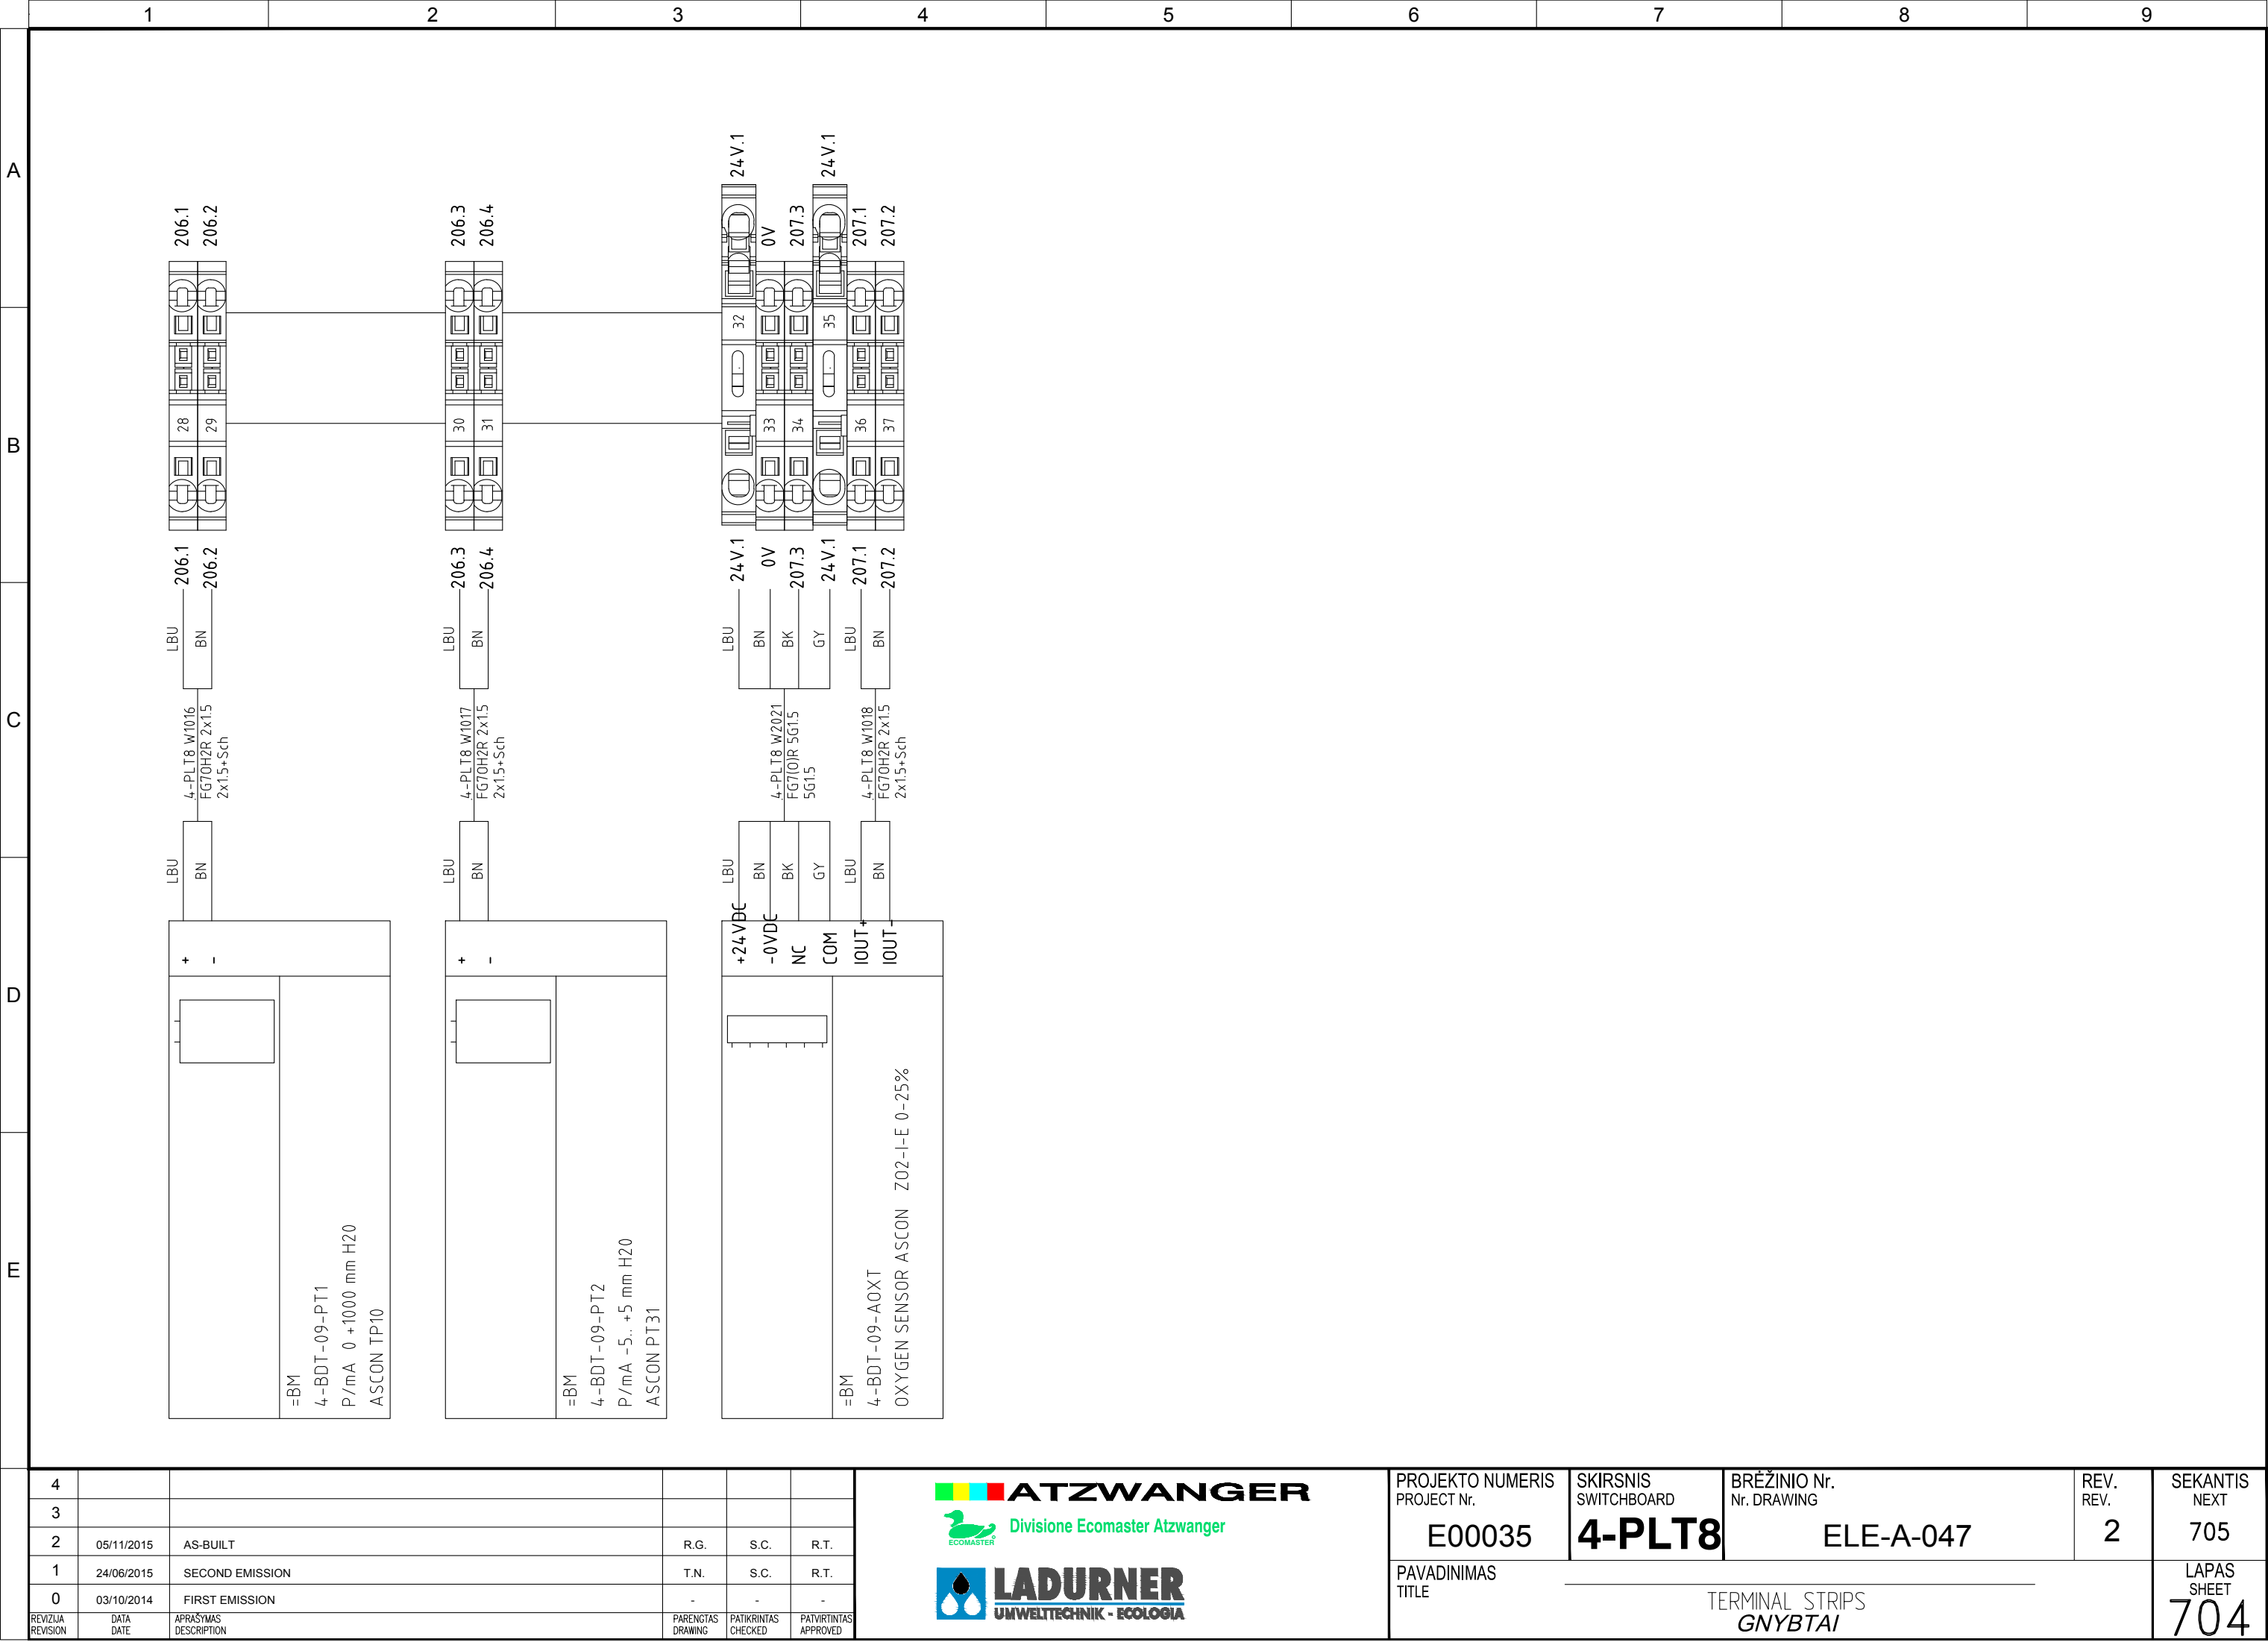 1 2 3 4 5 6 7 8 9
A
B
C
D
E
206.1
206.2
206.3
206.4
24V.1
0V
207.3
24V.1
207.1
207.2
28
29
30
31
32
33
34
35
36
37
206.1
206.2
206.3
206.4
24V.1
0V
207.3
24V.1
207.1
207.2
LBU
BN
LBU
BN
LBU
BN
BK
GY
LBU
BN
4-PLT8 W1016
FG7OH2R 2x1.5
2x1.5+Sch
4-PLT8 W1017
FG7OH2R 2x1.5
2x1.5+Sch
4-PLT8 W2021
FG7(O)R 5G1.5
5G1.5
4-PLT8 W1018
FG7OH2R 2x1.5
2x1.5+Sch
LBU
BN
LBU
BN
LBU
BN
BK
GY
LBU
BN
+
-
+
-
+24VDC
-0VDC
NC
COM
IOUT+
IOUT-
=BM
4-BDT-09-PT1
P/mA 0 +1000 mm H2O
ASCON TP10
=BM
4-BDT-09-PT2
P/mA -5.. +5 mm H2O
ASCON PT31
=BM
4-BDT-09-AOXT
OXYGEN SENSOR ASCON ZO2-I-E 0-25%
4
3
2 05/11/2015 AS-BUILT R.G. S.C. R.T.
1 24/06/2015 SECOND EMISSION T.N. S.C. R.T.
0 03/10/2014 FIRST EMISSION - - -
REVIZIJA DATA APRAŠYMAS PARENGTAS PATIKRINTAS PATVIRTINTAS
REVISION DATE DESCRIPTION DRAWING CHECKED APPROVED
ATZWANGER
Divisione Ecomaster Atzwanger
ECOMASTER
LADURNER
UMWELTTECHNIK - ECOLOGIA
PROJEKTO NUMERIS
PROJECT Nr.
E00035
SKIRSNIS
SWITCHBOARD
4-PLT8
BRĖŽINIO Nr.
Nr. DRAWING
ELE-A-047
REV.
REV.
2
SEKANTIS
NEXT
705
PAVADINIMAS
TITLE
TERMINAL STRIPS
GNYBTAI
LAPAS
SHEET
704